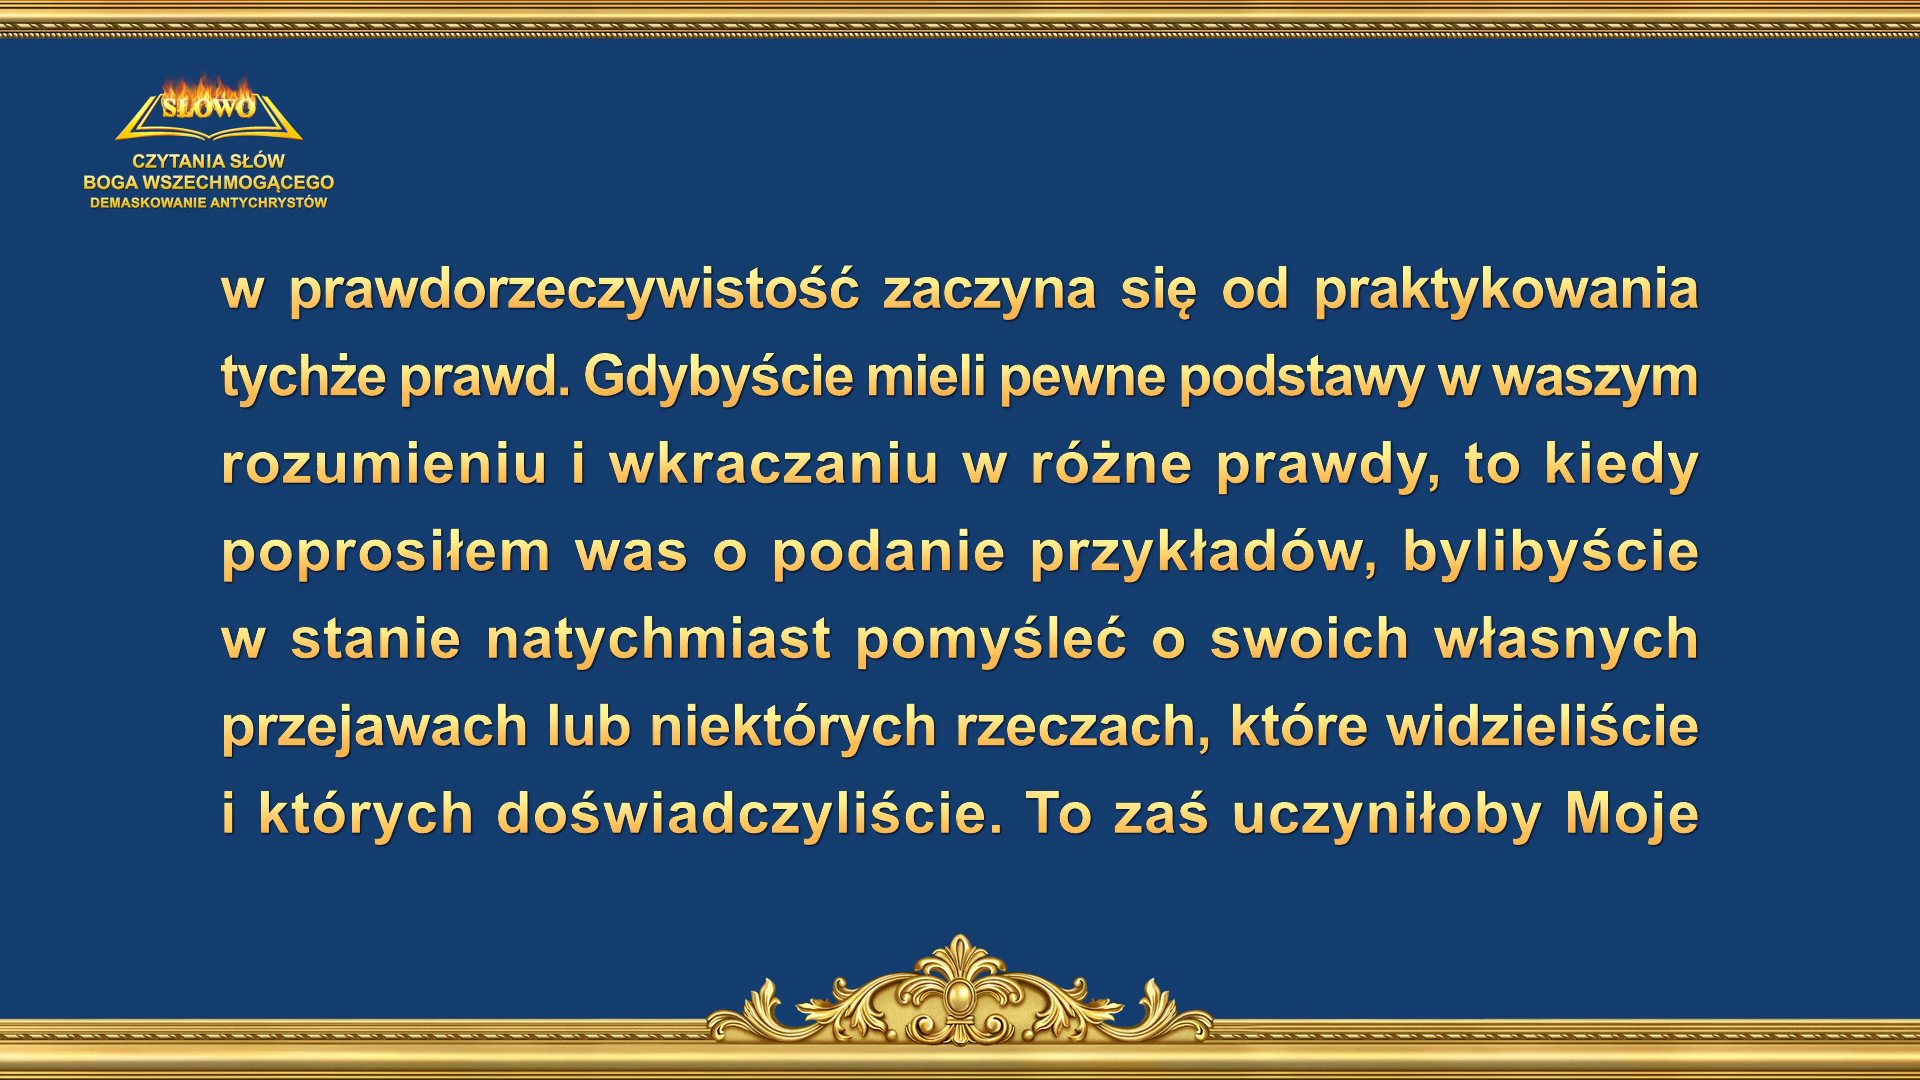 SŁOWO
CZYTANIA SŁÓW
BOGA WSZECHMOGĄCEGO
DEMASKOWANIE ANTYCHRYSTÓW
w prawdorzeczywistość zaczyna się od praktykowania
tychże prawd. Gdybyście mieli pewne podstawy w waszym
rozumieniu i wkraczaniu w różne prawdy, to kiedy
poprosiłem was o podanie przykładów, bylibyście
w stanie natychmiast pomyśleć o swoich własnych
przejawach lub niektórych rzeczach, które widzieliście
i których doświadczyliście. To zaś uczyniłoby Moje